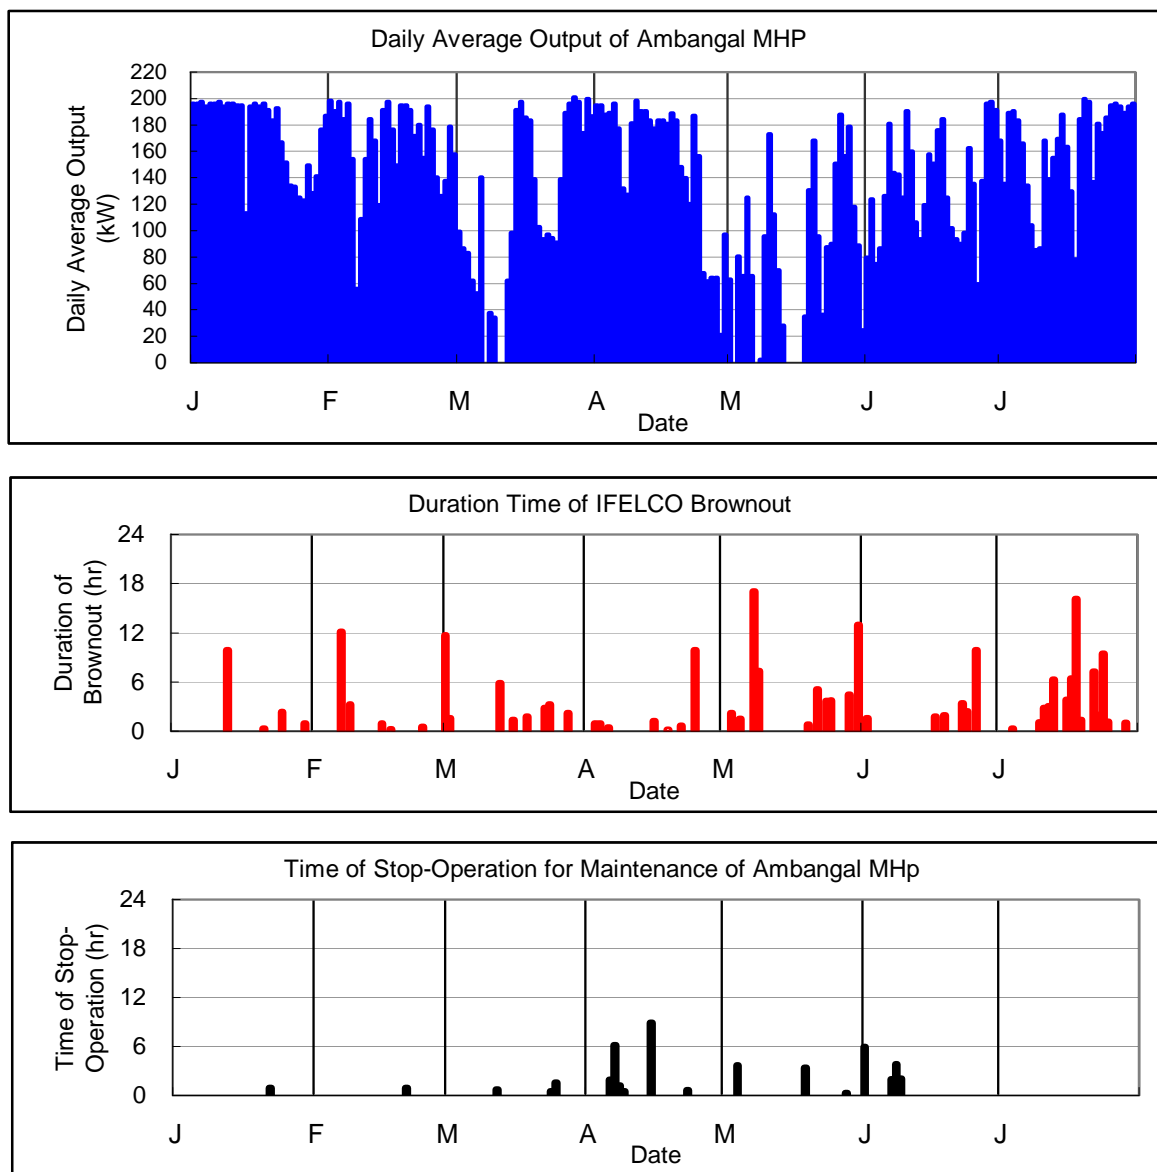 Daily Average Output of Ambangal MHP
Daily Average Output
(kW)
220
200
180
160
140
120
100
80
60
40
20
0
J F M A M J J
Date
Duration Time of IFELCO Brownout
Duration of
Brownout (hr)
24
18
12
6
0
J F M A M J J
Date
Time of Stop-Operation for Maintenance of Ambangal MHp
Time of Stop-
Operation (hr)
24
18
12
6
0
J F M A M J J
Date